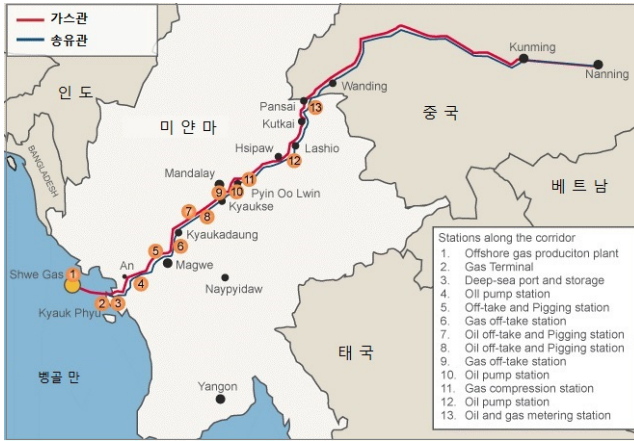 가스관
송유관
인 도
BANGLADESH
미 얀 마
중 국
Kunming
Nanning
Wanding
Pansai
13
Kutkai
Lashio
Hsipaw
12
Mandalay
11
9
10
Pyin Oo Lwin
Kyaukse
7
8
Kyaukadaung
베 트 남
5
6
Magwe
An
4
Naypyidaw
1
Shwe Gas
2
3
Kyauk Phyu
벵골 만
태 국
Yangon
Stations along the corridor
1. Offshore gas produciton plant
2. Gas Terminal
3. Deep-sea port and storage
4. Oil pump station
5. Off-take and Pigging station
6. Gas off-take station
7. Oil off-take and Pigging station
8. Oil off-take and Pigging station
9. Gas off-take station
10. Oil pump station
11. Gas compression station
12. Oil pump station
13. Oil and gas metering station